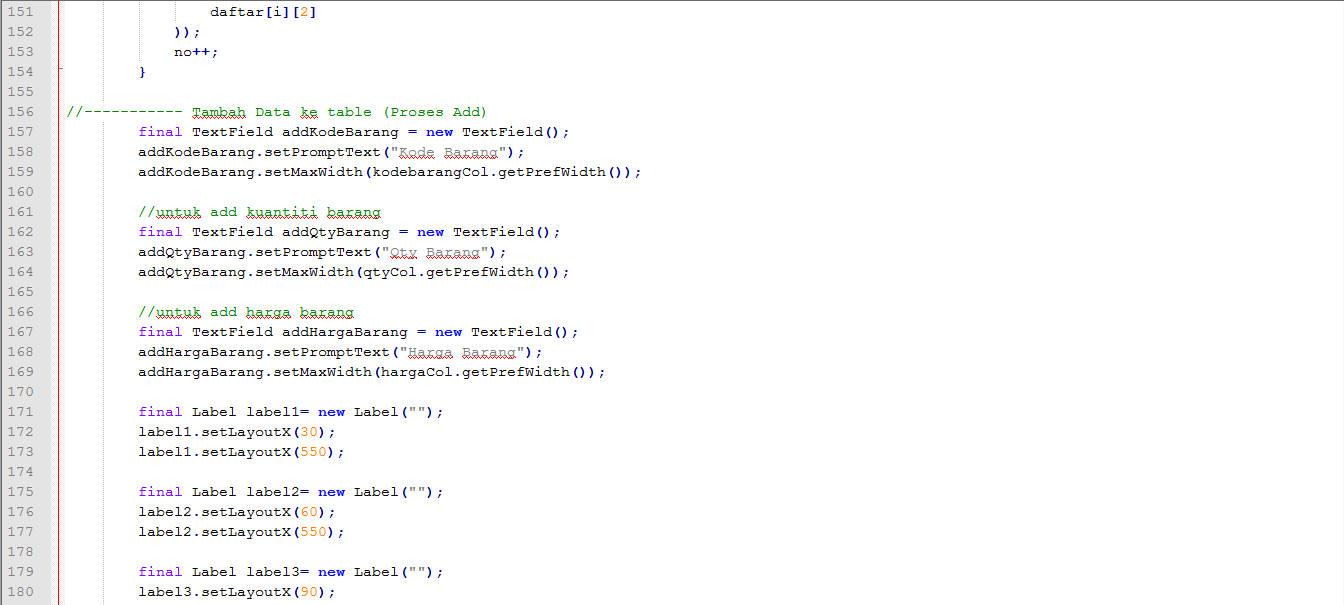 151 daftar[i][2]
152 ));
153 no++;
154 }
155
156 //----------- Tambah Data ke table (Proses Add)
157 final TextField addKodeBarang = new TextField();
158 addKodeBarang.setPromptText("Kode Barang");
159 addKodeBarang.setMaxWidth(kodebarangCol.getPrefWidth());
160
161 //untuk add kuantiti barang
162 final TextField addQtyBarang = new TextField();
163 addQtyBarang.setPromptText("Qty Barang");
164 addQtyBarang.setMaxWidth(qtyCol.getPrefWidth());
165
166 //untuk add harga barang
167 final TextField addHargaBarang = new TextField();
168 addHargaBarang.setPromptText("Harga Barang");
169 addHargaBarang.setMaxWidth(hargaCol.getPrefWidth());
170
171 final Label label1= new Label("");
172 label1.setLayoutX(30);
173 label1.setLayoutX(550);
174
175 final Label label2= new Label("");
176 label2.setLayoutX(60);
177 label2.setLayoutX(550);
178
179 final Label label3= new Label("");
180 label3.setLayoutX(90);